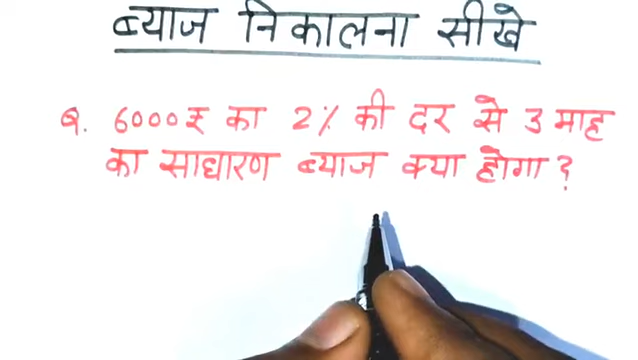 ब्याज निकालना सीखे
Q. 6000₹ का 2% की दर से 3 माह
का साधारण ब्याज क्या होगा ?